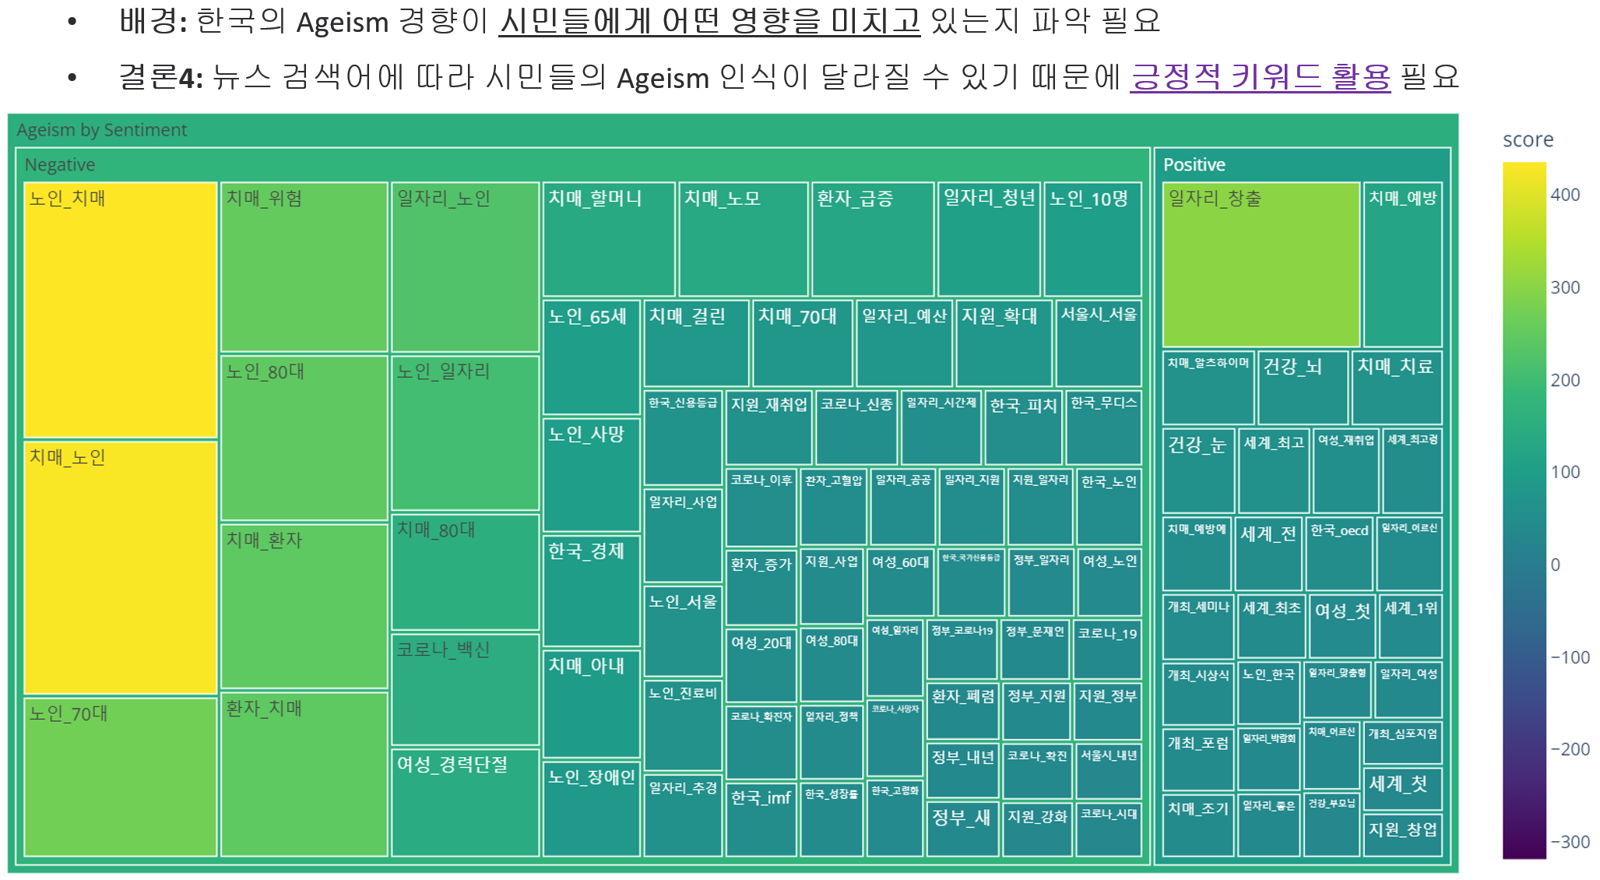 • 배경: 한국의 Ageism 경향이 시민들에게 어떤 영향을 미치고 있는지 파악 필요
• 결론4: 뉴스 검색어에 따라 시민들의 Ageism 인식이 달라질 수 있기 때문에 긍정적 키워드 활용 필요
Ageism by Sentiment
Negative
노인_치매
치매_노인
노인_70대
치매_위험
노인_80대
치매_환자
환자_치매
일자리_노인
노인_일자리
치매_80대
코로나_백신
여성_경력단절
치매_할머니
치매_노모
환자_급증
일자리_청년
노인_10명
노인_65세
노인_사망
한국_경제
치매_아내
노인_장애인
치매_걸린
치매_70대
일자리_예산
지원_확대
서울시_서울
한국_신용등급
일자리_사업
노인_서울
노인_진료비
일자리_추경
지원_재취업
코로나_신종
일자리_시간제
한국_피치
한국_무디스
코로나_이후
환자_고혈압
일자리_공공
일자리_지원
지원_일자리
한국_노인
환자_증가
지원_사업
여성_60대
한국_국가신용등급
정부_일자리
여성_노인
여성_20대
여성_80대
여성_일자리
정부_코로나19
정부_문재인
코로나_19
코로나_확진자
일자리_정책
코로나_사망자
환자_폐렴
정부_지원
지원_정부
정부_내년
코로나_확진
서울시_내년
한국_imf
한국_성장률
한국_고령화
정부_새
지원_강화
코로나_시대
Positive
일자리_창출
치매_예방
치매_알츠하이머
건강_뇌
치매_치료
건강_눈
세계_최고
여성_재취업
세계_최고령
치매_예방에
세계_전
한국_oecd
일자리_어르신
개최_세미나
세계_최초
여성_첫
세계_1위
개최_시상식
노인_한국
일자리_맞춤형
일자리_여성
개최_포럼
일자리_박람회
치매_어르신
개최_심포지엄
세계_첫
치매_조기
일자리_좋은
건강_부모님
지원_창업
score
400
300
200
100
0
−100
−200
−300